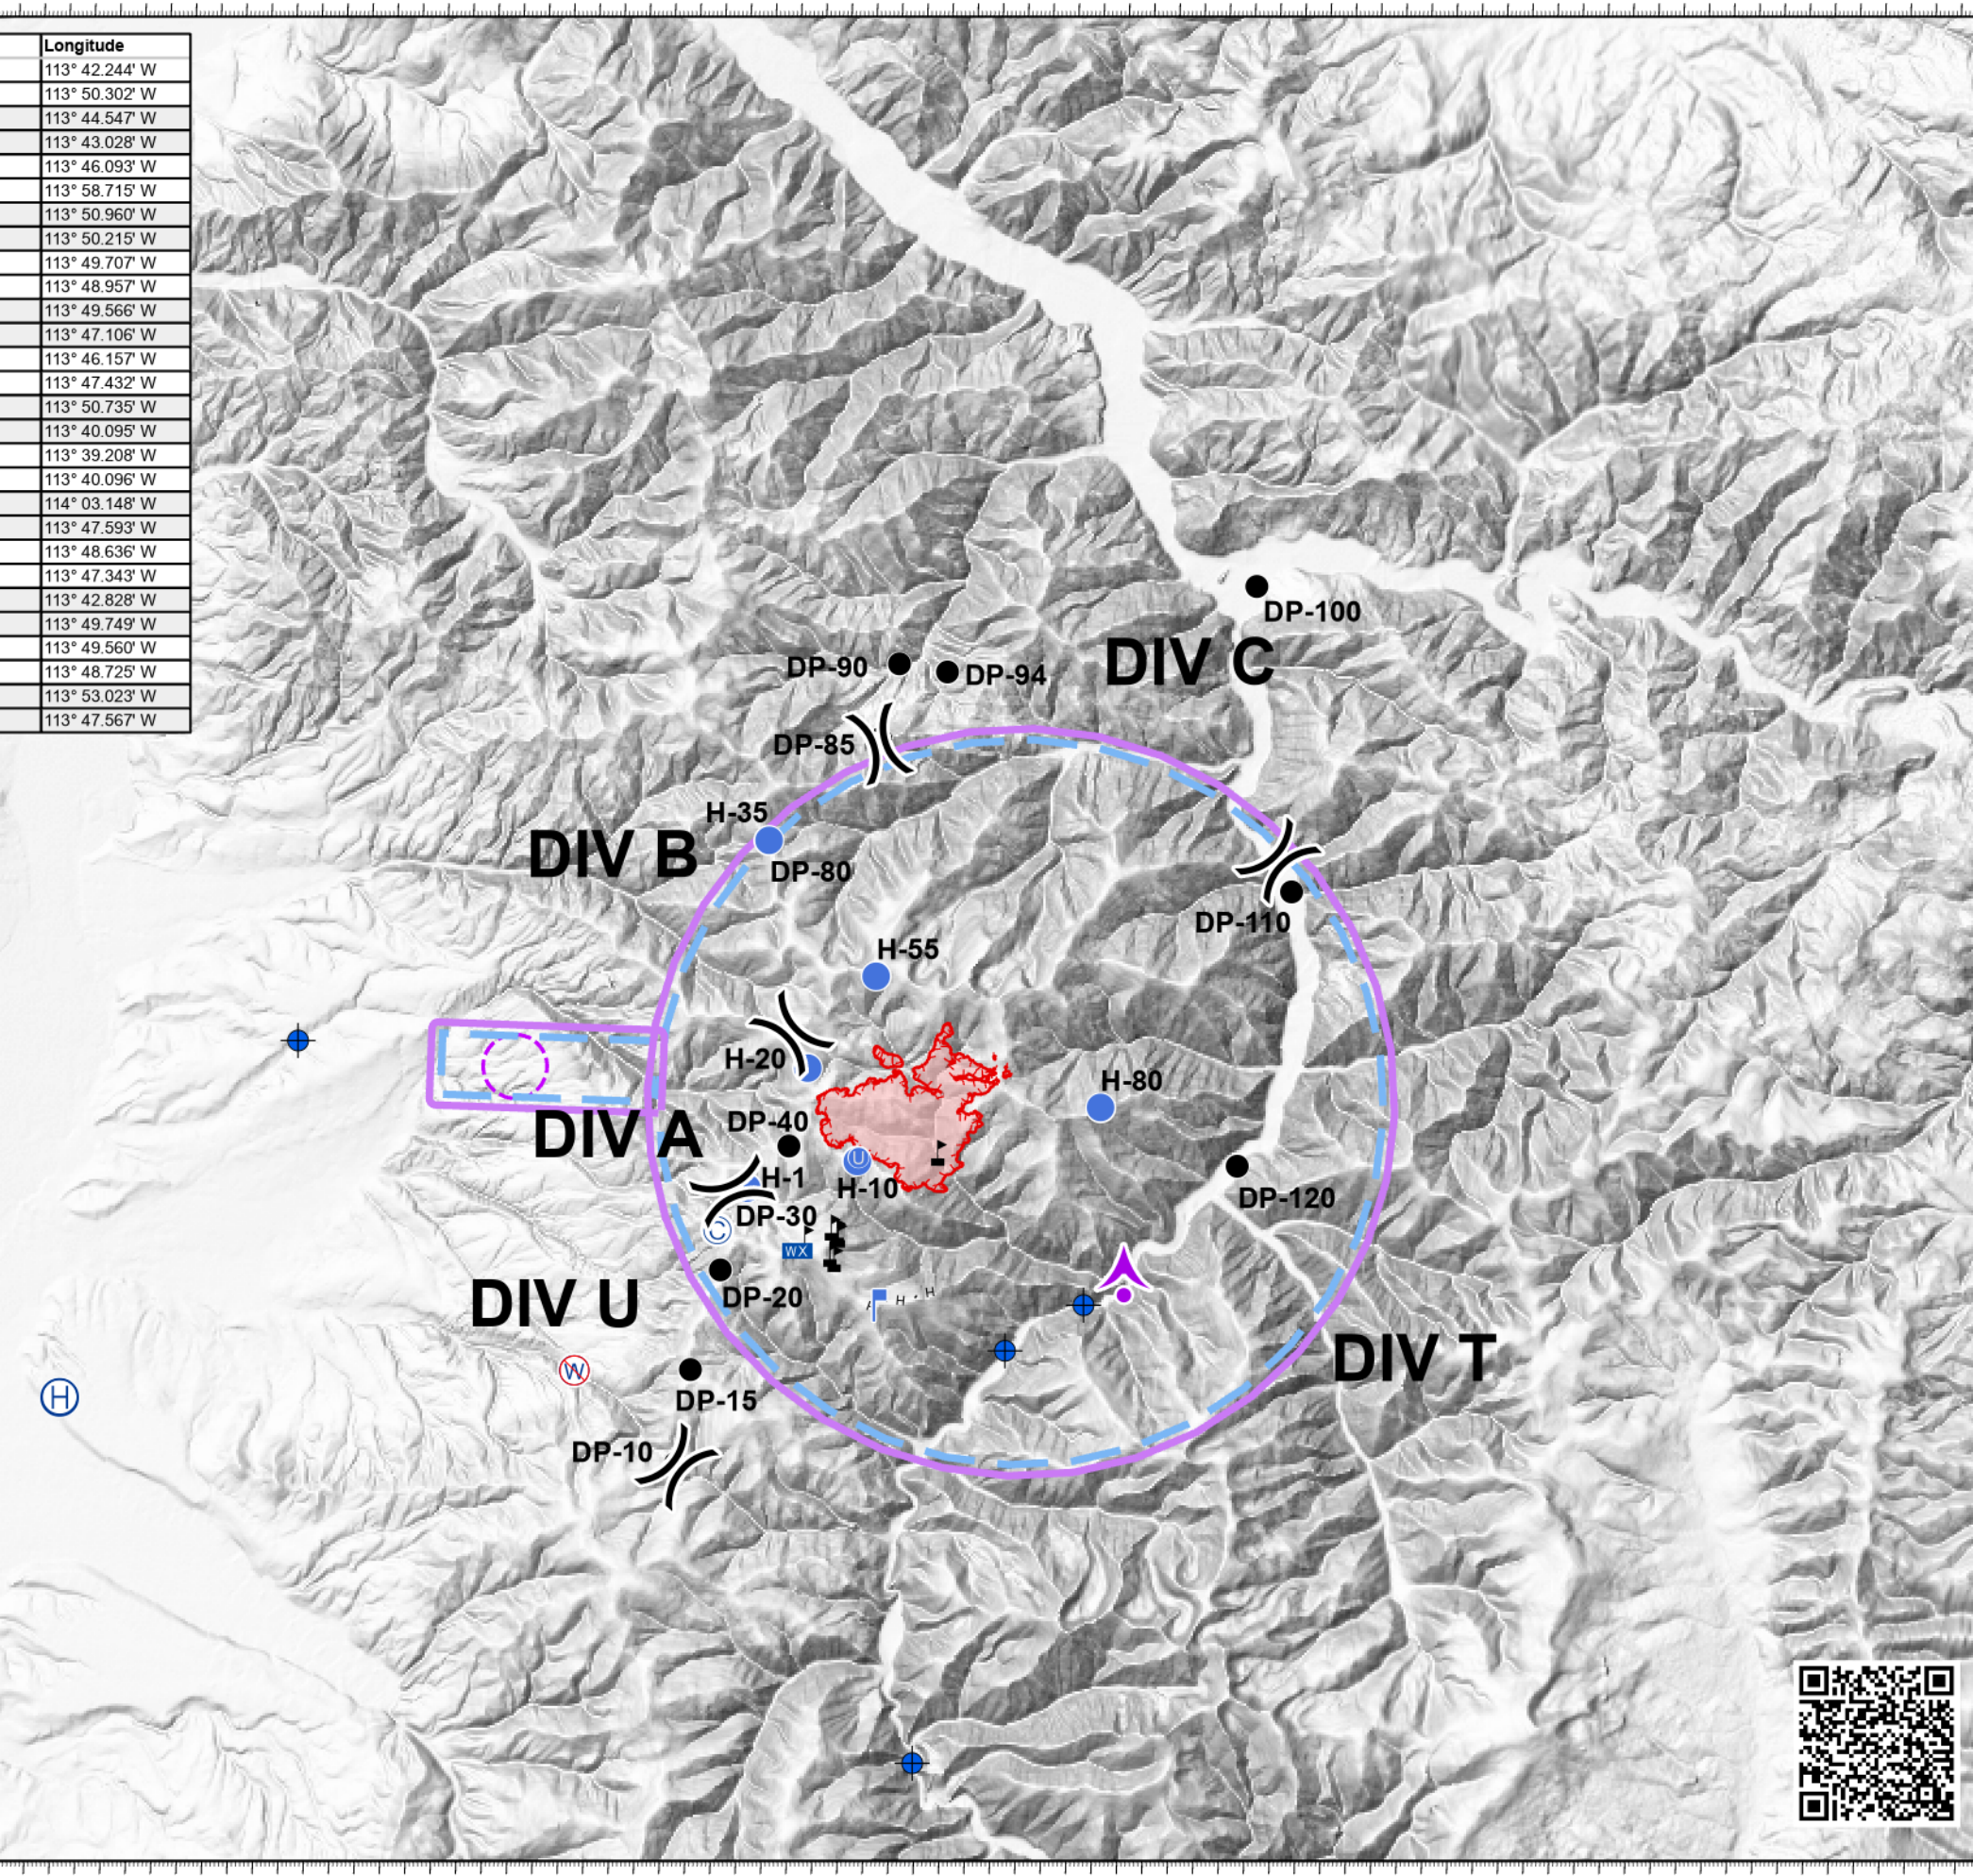 Longitude
113° 42.244' W
113° 50.302' W
113° 44.547' W
113° 43.028' W
113° 46.093' W
113° 58.715' W
113° 50.960' W
113° 50.215' W
113° 49.707' W
113° 48.957' W
113° 49.566' W
113° 47.106' W
113° 46.157' W
113° 47.432' W
113° 50.735' W
113° 40.095' W
113° 39.208' W
113° 40.096' W
114° 03.148' W
113° 47.593' W
113° 48.636' W
113° 47.343' W
113° 42.828' W
113° 49.749' W
113° 49.560' W
113° 48.725' W
113° 53.023' W
113° 47.567' W
DP-100
DIV C
DP-90
DP-94
DP-85
H-35
DIV B
DP-80
DP-110
H-55
H-20
H-80
DP-40
DIV A
U
H-1
H-10
DP-120
DP-30
C
WX
DP-20
H - H
DIV U
DIV T
W
H
DP-15
DP-10